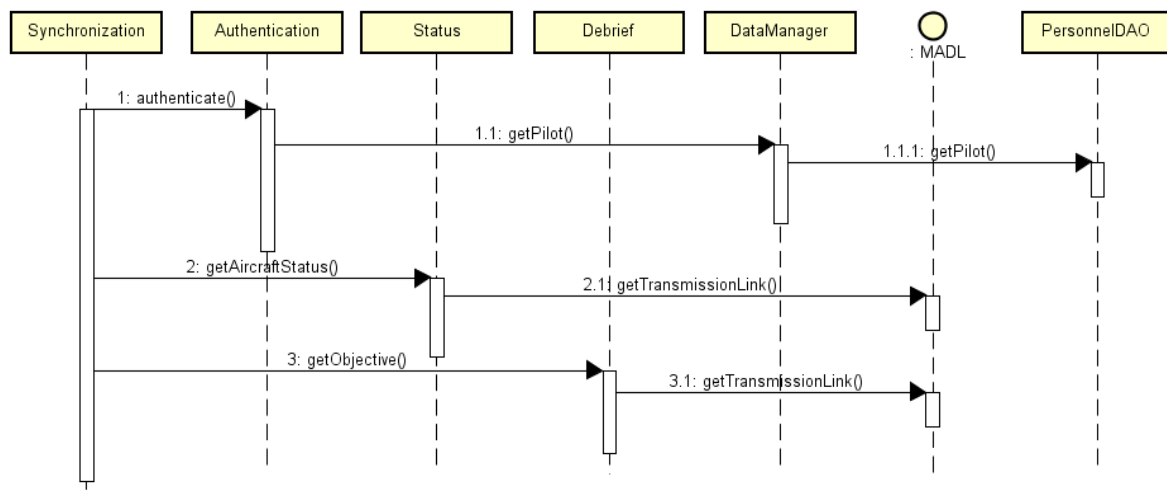 Synchronization
Authentication
Status
Debrief
DataManager
: MADL
PersonnelDAO
1: authenticate()
1.1: getPilot()
1.1.1: getPilot()
2: getAircraftStatus()
2.1: getTransmissionLink()
3: getObjective()
3.1: getTransmissionLink()